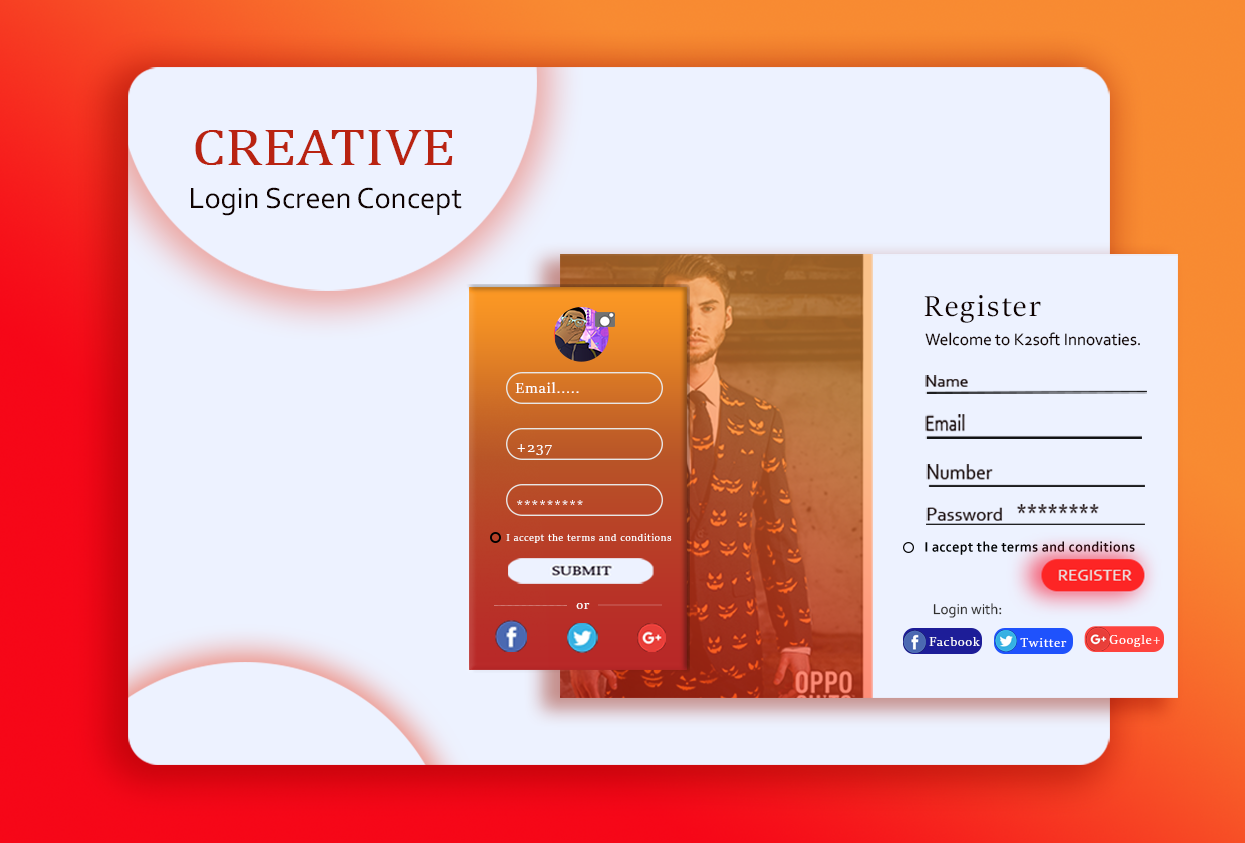 CREATIVE
Login Screen Concept
Email.....
+237
*********
I accept the terms and conditions
SUBMIT
or
f
G+
OPPO
Register
Welcome to K2soft Innovaties.
Name
Email
Number
Password ********
I accept the terms and conditions
REGISTER
Login with:
f Facbook
Twitter
G+ Google+